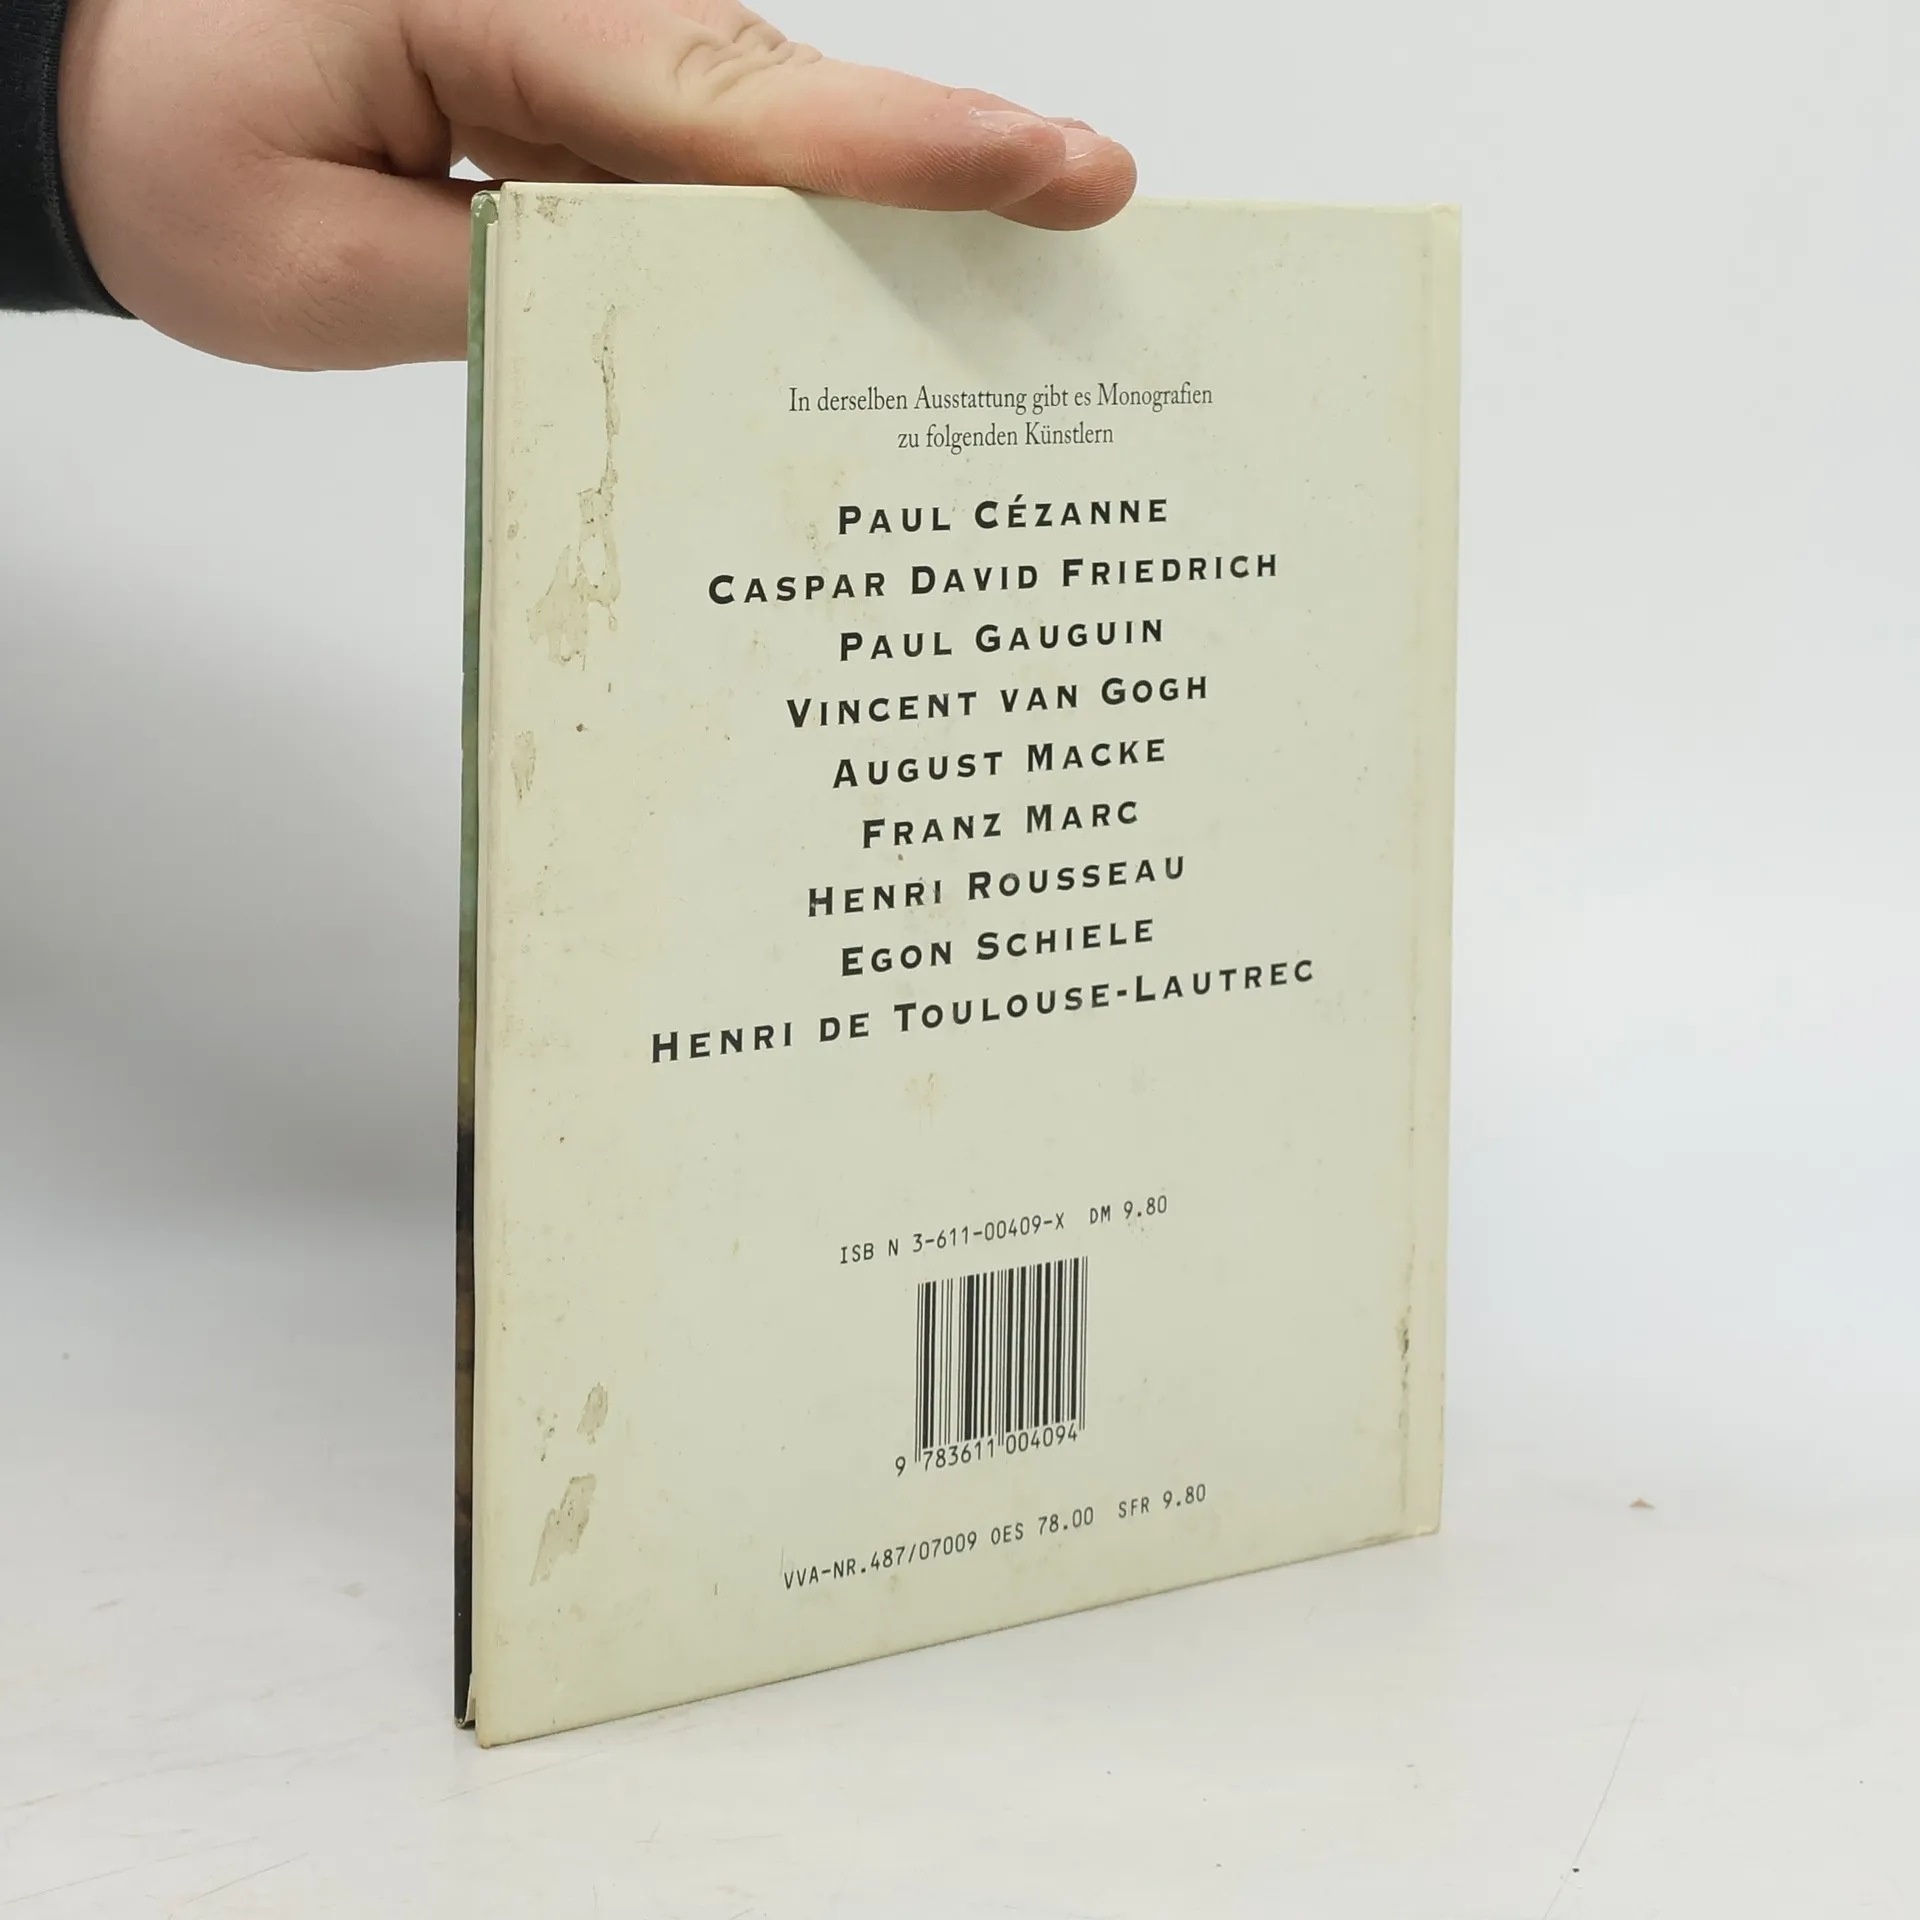 In derselben Ausstattung gibt es Monografien
zu folgenden Künstlern
PAUL CÉZANNE
CASPAR DAVID FRIEDRICH
PAUL GAUGUIN
VINCENT VAN GOGH
AUGUST MACKE
FRANZ MARC
HENRI ROUSSEAU
EGON SCHIELE
HENRI DE TOULOUSE-LAUTREC
ISB N 3-611-00409-X DM 9.80
9 783611 004094
VVA-NR.487/07009 OES 78.00 SFR 9.80